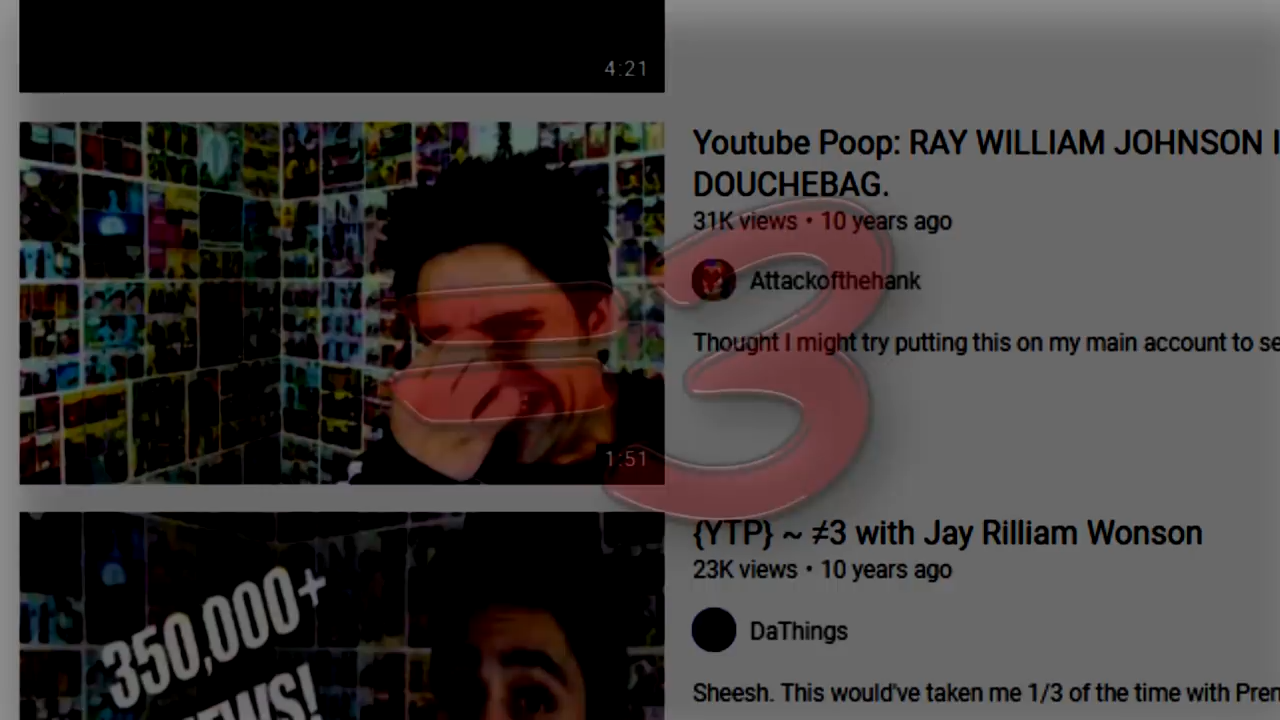 4:21
Youtube Poop: RAY WILLIAM JOHNSON I
DOUCHEBAG.
31K views • 10 years ago
Attackofthehank
Thought I might try putting this on my main account to se
1:51
=3
{YTP} ~ ≠3 with Jay Rilliam Wonson
23K views • 10 years ago
DaThings
Sheesh. This would've taken me 1/3 of the time with Prem
350,000+